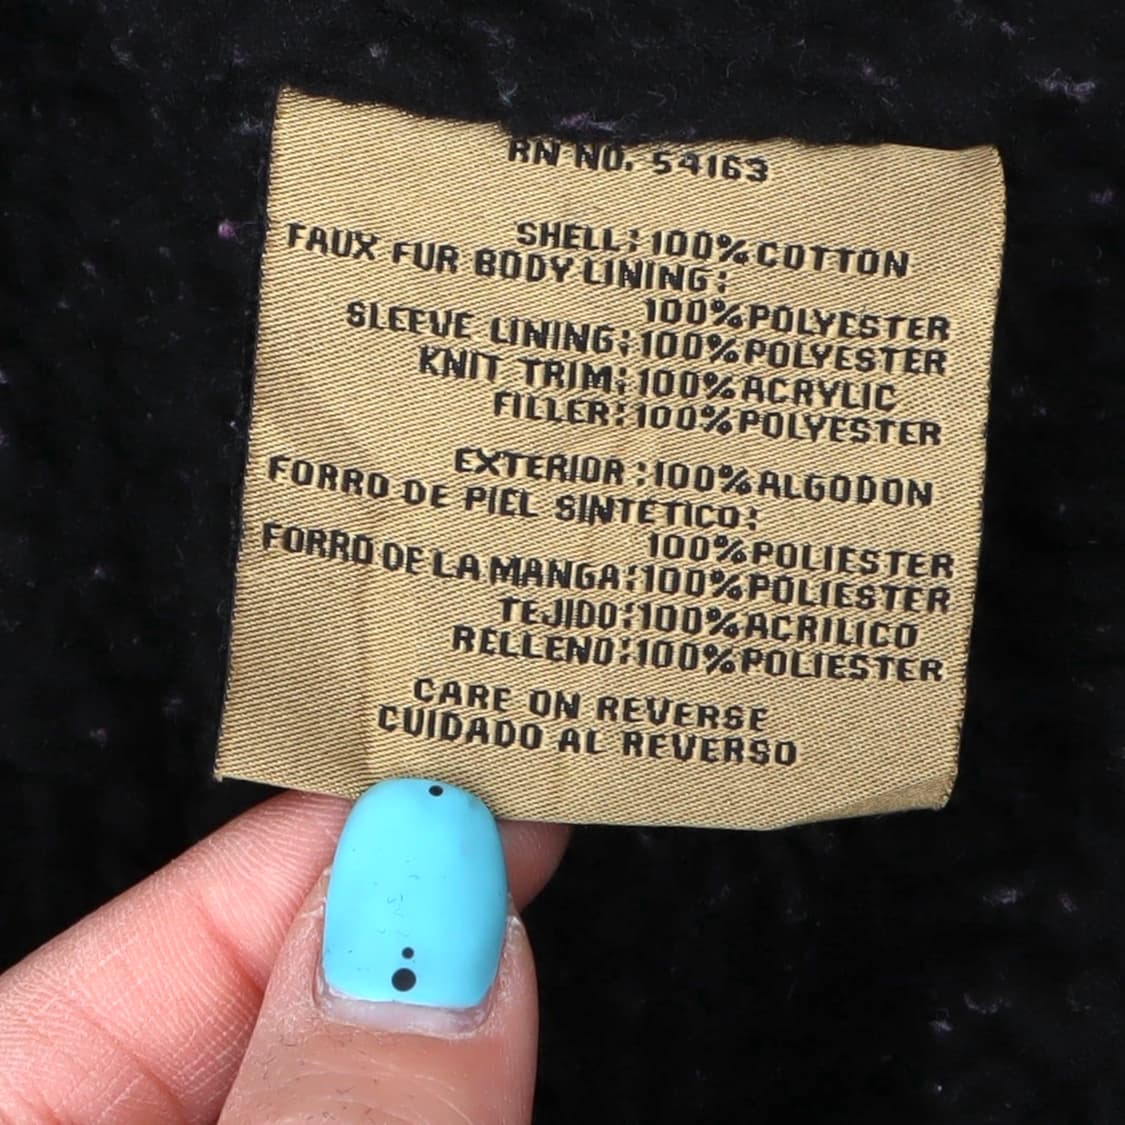 RN NO. 54163
SHELL: 100% COTTON
FAUX FUR BODY LINING:
100% POLYESTER
SLEEVE LINING: 100% POLYESTER
KNIT TRIM: 100% ACRYLIC
FILLER: 100% POLYESTER
EXTERIOR : 100% ALGODON
FORRO DE PIEL SINTETICO:
100% POLIESTER
FORRO DE LA MANGA: 100% POLIESTER
TEJIDO: 100% ACRILICO
RELLENO: 100% POLIESTER
CARE ON REVERSE
CUIDADO AL REVERSO